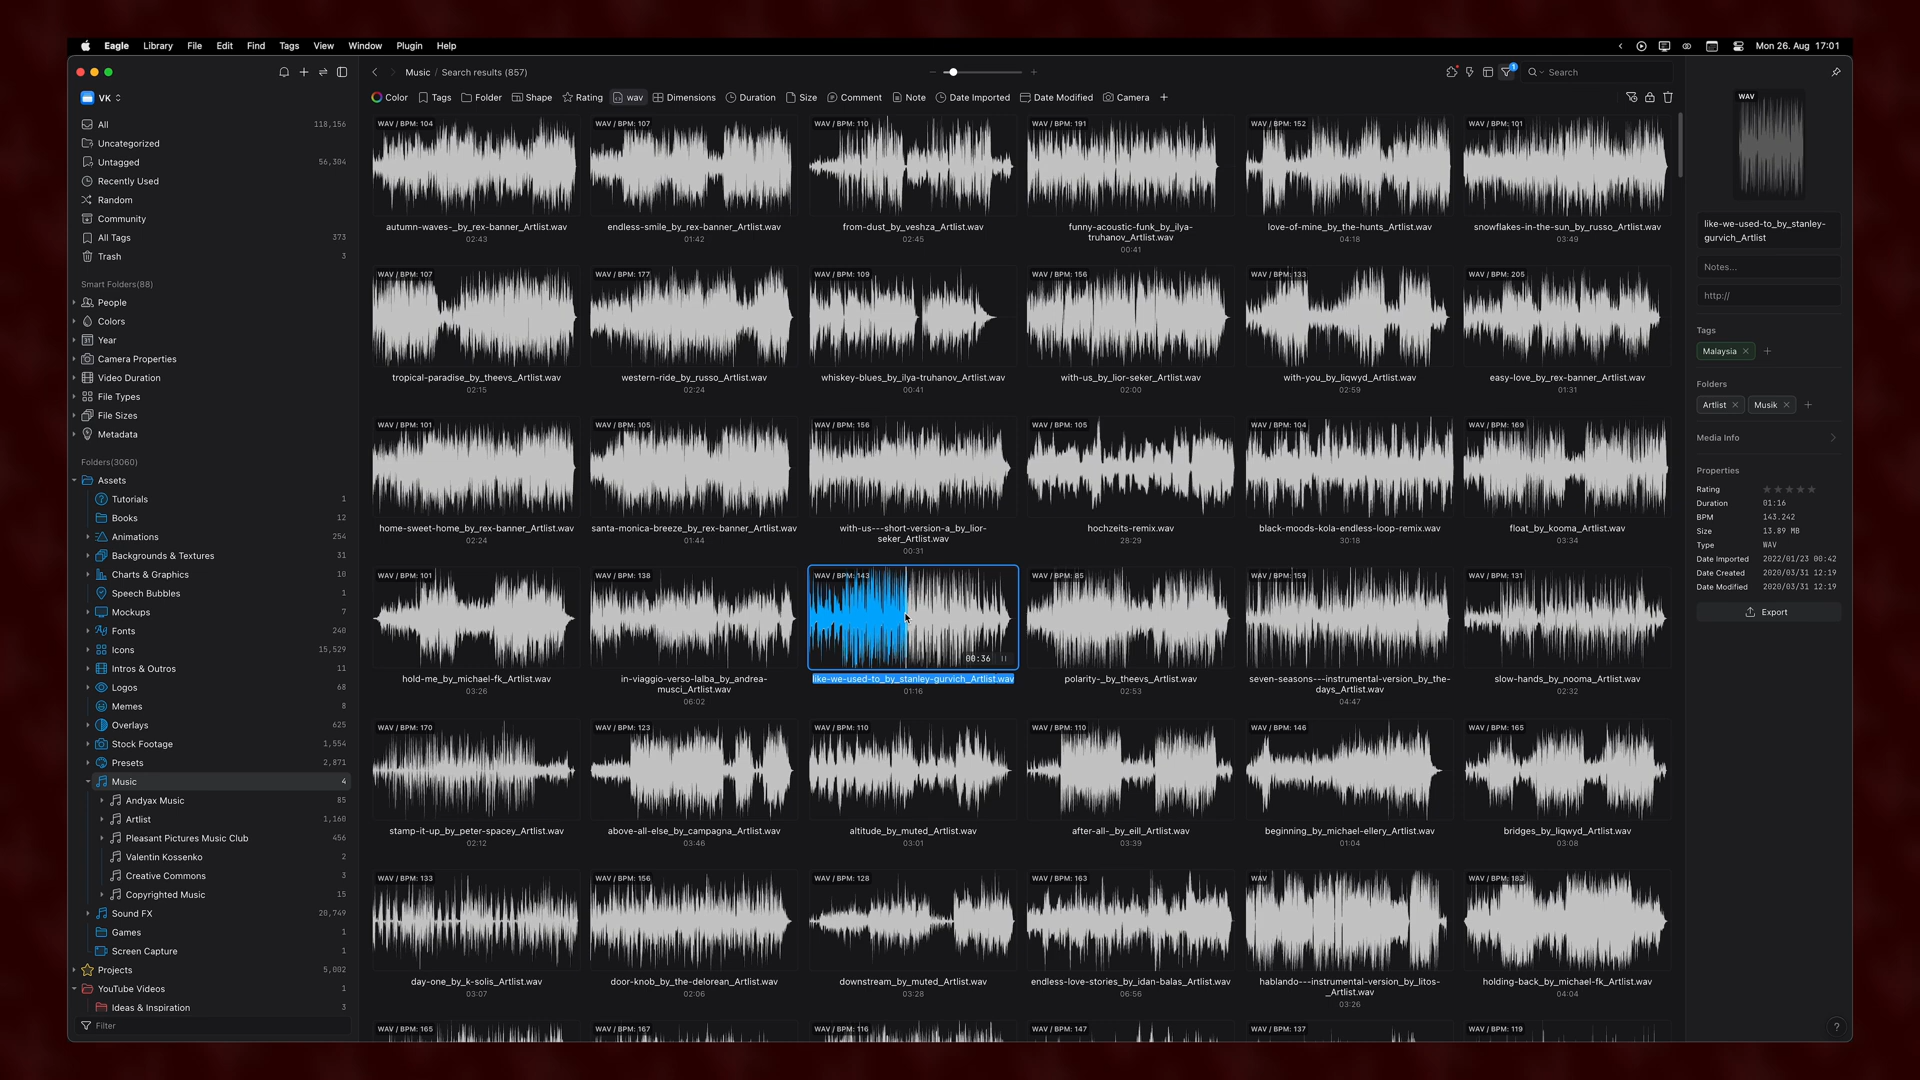 Eagle Library File Edit Find Tags View Window Plugin Help
Mon 26. Aug 17:01
VK
All 118,156
Uncategorized
Untagged 56,304
Recently Used
Random
Community
All Tags 373
Trash 3
Smart Folders(88)
People
Colors
Year
Camera Properties
Video Duration
File Types
File Sizes
Metadata
Folders(3060)
Assets
Tutorials 1
Books 12
Animations 254
Backgrounds & Textures 31
Charts & Graphics 10
Speech Bubbles 1
Mockups 7
Fonts 240
Icons 15,529
Intros & Outros 11
Logos 68
Memes 8
Overlays 625
Stock Footage 1,554
Presets 2,871
Music 4
Andyax Music 85
Artlist 1,160
Pleasant Pictures Music Club 456
Valentin Kossenko 2
Creative Commons 3
Copyrighted Music 15
Sound FX 20,749
Games 1
Screen Capture 1
Projects 5,002
YouTube Videos 1
Ideas & Inspiration 3
Filter
Music / Search results (857)
1
Search
Color Tags Folder Shape Rating wav Dimensions Duration Size Comment Note Date Imported Date Modified Camera
WAV / BPM: 104 WAV / BPM: 107 WAV / BPM: 110 WAV / BPM: 191 WAV / BPM: 152 WAV / BPM: 101
autumn-waves-_by_rex-banner_Artlist.wav
02:43
endless-smile_by_rex-banner_Artlist.wav
01:42
from-dust_by_veshza_Artlist.wav
02:45
funny-acoustic-funk_by_ilya-
truhanov_Artlist.wav
00:41
love-of-mine_by_the-hunts_Artlist.wav
04:18
snowflakes-in-the-sun_by_russo_Artlist.wav
03:49
WAV / BPM: 107 WAV / BPM: 177 WAV / BPM: 109 WAV / BPM: 156 WAV / BPM: 133 WAV / BPM: 205
tropical-paradise_by_theevs_Artlist.wav
02:15
western-ride_by_russo_Artlist.wav
02:24
whiskey-blues_by_ilya-truhanov_Artlist.wav
00:41
with-us_by_lior-seker_Artlist.wav
02:00
with-you_by_liqwyd_Artlist.wav
02:59
easy-love_by_rex-banner_Artlist.wav
01:31
WAV / BPM: 101 WAV / BPM: 105 WAV / BPM: 156 WAV / BPM: 105 WAV / BPM: 104 WAV / BPM: 169
home-sweet-home_by_rex-banner_Artlist.wav
02:24
santa-monica-breeze_by_rex-banner_Artlist.wav
01:44
with-us---short-version-a_by_lior-
seker_Artlist.wav
00:31
hochzeits-remix.wav
28:29
black-moods-kola-endless-loop-remix.wav
30:18
float_by_kooma_Artlist.wav
03:34
WAV / BPM: 101 WAV / BPM: 138 WAV / BPM: 143 WAV / BPM: 85 WAV / BPM: 159 WAV / BPM: 131
00:36
hold-me_by_michael-fk_Artlist.wav
03:26
in-viaggio-verso-lalba_by_andrea-
musci_Artlist.wav
06:02
like-we-used-to_by_stanley-gurvich_Artlist.wav
01:16
polarity-_by_theevs_Artlist.wav
02:53
seven-seasons---instrumental-version_by_the-
days_Artlist.wav
04:47
slow-hands_by_nooma_Artlist.wav
02:32
WAV / BPM: 170 WAV / BPM: 123 WAV / BPM: 110 WAV / BPM: 110 WAV / BPM: 146 WAV / BPM: 165
stamp-it-up_by_peter-spacey_Artlist.wav
02:12
above-all-else_by_campagna_Artlist.wav
03:46
altitude_by_muted_Artlist.wav
03:01
after-all-_by_eill_Artlist.wav
03:39
beginning_by_michael-ellery_Artlist.wav
01:04
bridges_by_liqwyd_Artlist.wav
03:08
WAV / BPM: 133 WAV / BPM: 156 WAV / BPM: 128 WAV / BPM: 163 WAV WAV / BPM: 183
day-one_by_k-solis_Artlist.wav
03:07
door-knob_by_the-delorean_Artlist.wav
02:06
downstream_by_muted_Artlist.wav
03:28
endless-love-stories_by_idan-balas_Artlist.wav
06:56
hablando---instrumental-version_by_litos-
_Artlist.wav
03:26
holding-back_by_michael-fk_Artlist.wav
04:04
WAV / BPM: 165 WAV / BPM: 167 WAV / BPM: 116 WAV / BPM: 147 WAV / BPM: 137 WAV / BPM: 119
WAV
like-we-used-to_by_stanley-
gurvich_Artlist
Notes...
http://
Tags
Malaysia
Folders
Artlist Musik
Media Info
Properties
Rating
Duration 01:16
BPM 143.242
Size 13.89 MB
Type WAV
Date Imported 2022/01/23 00:42
Date Created 2020/03/31 12:19
Date Modified 2020/03/31 12:19
Export
?